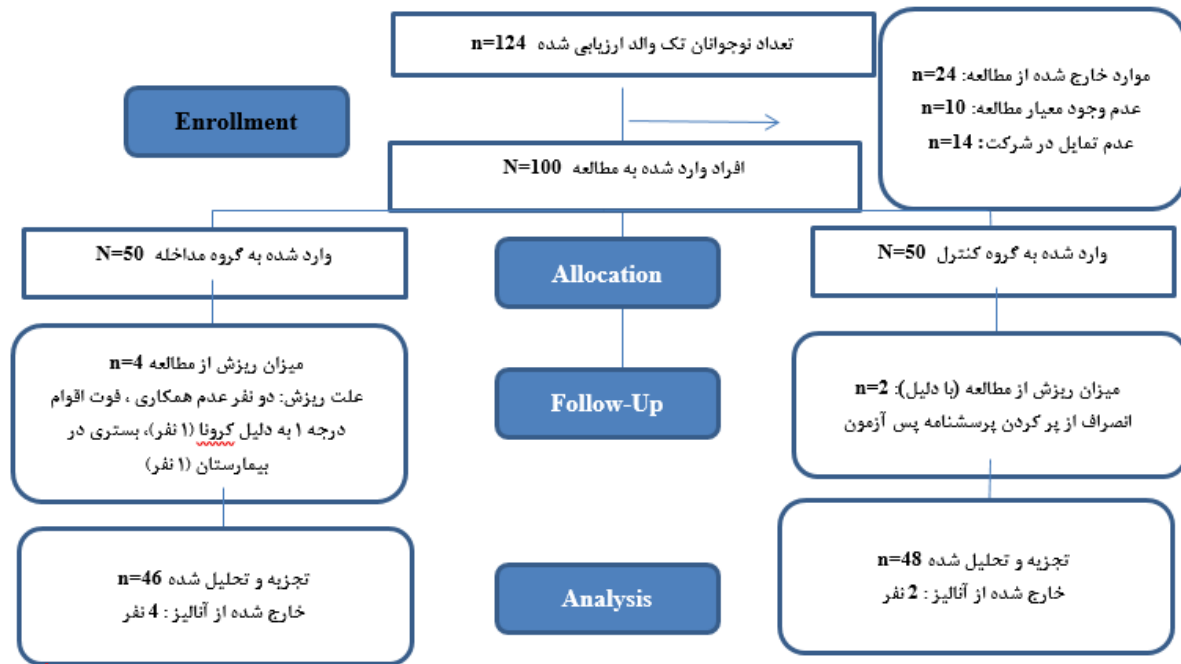 تعداد نوجوانان تک والد ارزیابی شده n=124
موارد خارج شده از مطالعه: n=24
عدم وجود معیار مطالعه: n=10
عدم تمایل در شرکت: n=14
Enrollment
افراد وارد شده به مطالعه N=100
وارد شده به گروه کنترل N=50
Allocation
وارد شده به گروه مداخله N=50
میزان ریزش از مطالعه (با دلیل): n=2
انصراف از پر کردن پرسشنامه پس آزمون
Follow-Up
میزان ریزش از مطالعه n=4
علت ریزش: دو نفر عدم همکاری ، فوت اقوام
درجه ۱ به دلیل کرونا (۱ نفر)، بستری در
بیمارستان (۱ نفر)
تجزیه و تحلیل شده n=48
خارج شده از آنالیز : 2 نفر
Analysis
تجزیه و تحلیل شده n=46
خارج شده از آنالیز : 4 نفر